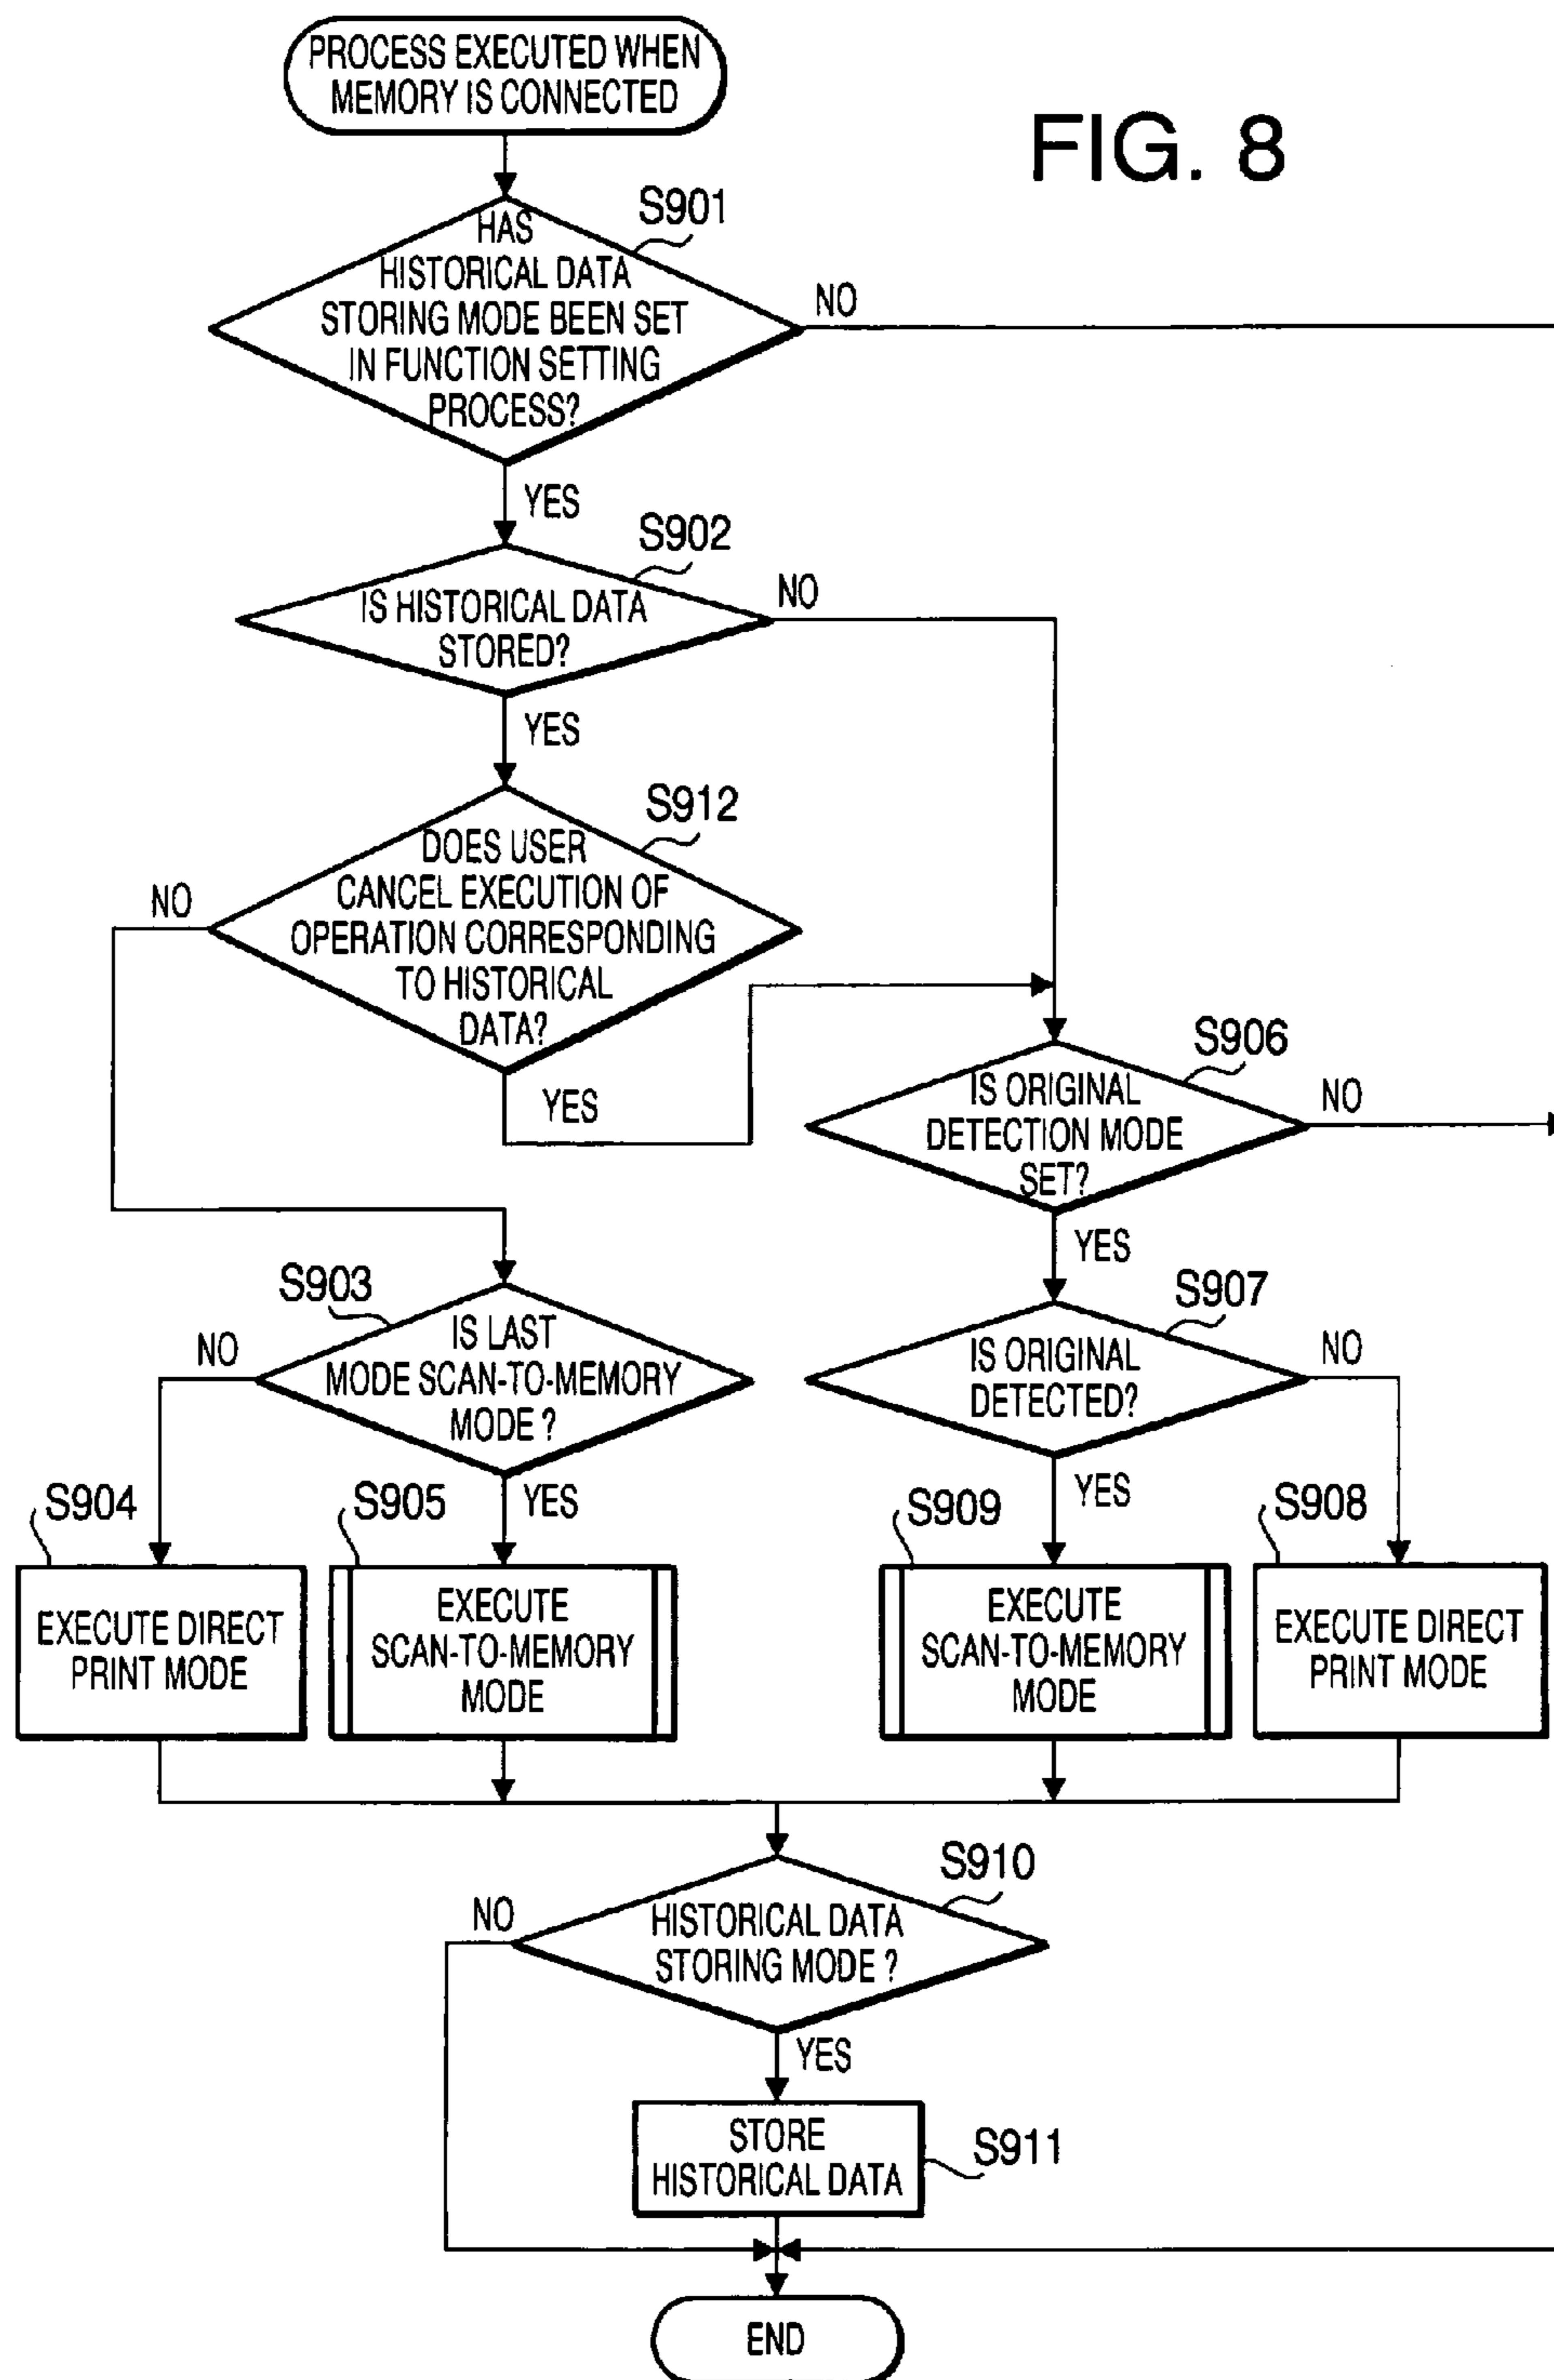 PROCESS EXECUTED WHEN
MEMORY IS CONNECTED
FIG. 8
S901
HAS
HISTORICAL DATA
STORING MODE BEEN SET
IN FUNCTION SETTING
PROCESS?
NO
YES
S902
IS HISTORICAL DATA
STORED?
NO
YES
S912
DOES USER
CANCEL EXECUTION OF
OPERATION CORRESPONDING
TO HISTORICAL
DATA?
NO
YES
S906
IS ORIGINAL
DETECTION MODE
SET?
NO
YES
S903
IS LAST
MODE SCAN-TO-MEMORY
MODE ?
NO
YES
S907
IS ORIGINAL
DETECTED?
NO
YES
S904
EXECUTE DIRECT
PRINT MODE
S905
EXECUTE
SCAN-TO-MEMORY
MODE
S909
EXECUTE
SCAN-TO-MEMORY
MODE
S908
EXECUTE DIRECT
PRINT MODE
S910
HISTORICAL DATA
STORING MODE ?
NO
YES
STORE
HISTORICAL DATA
S911
END